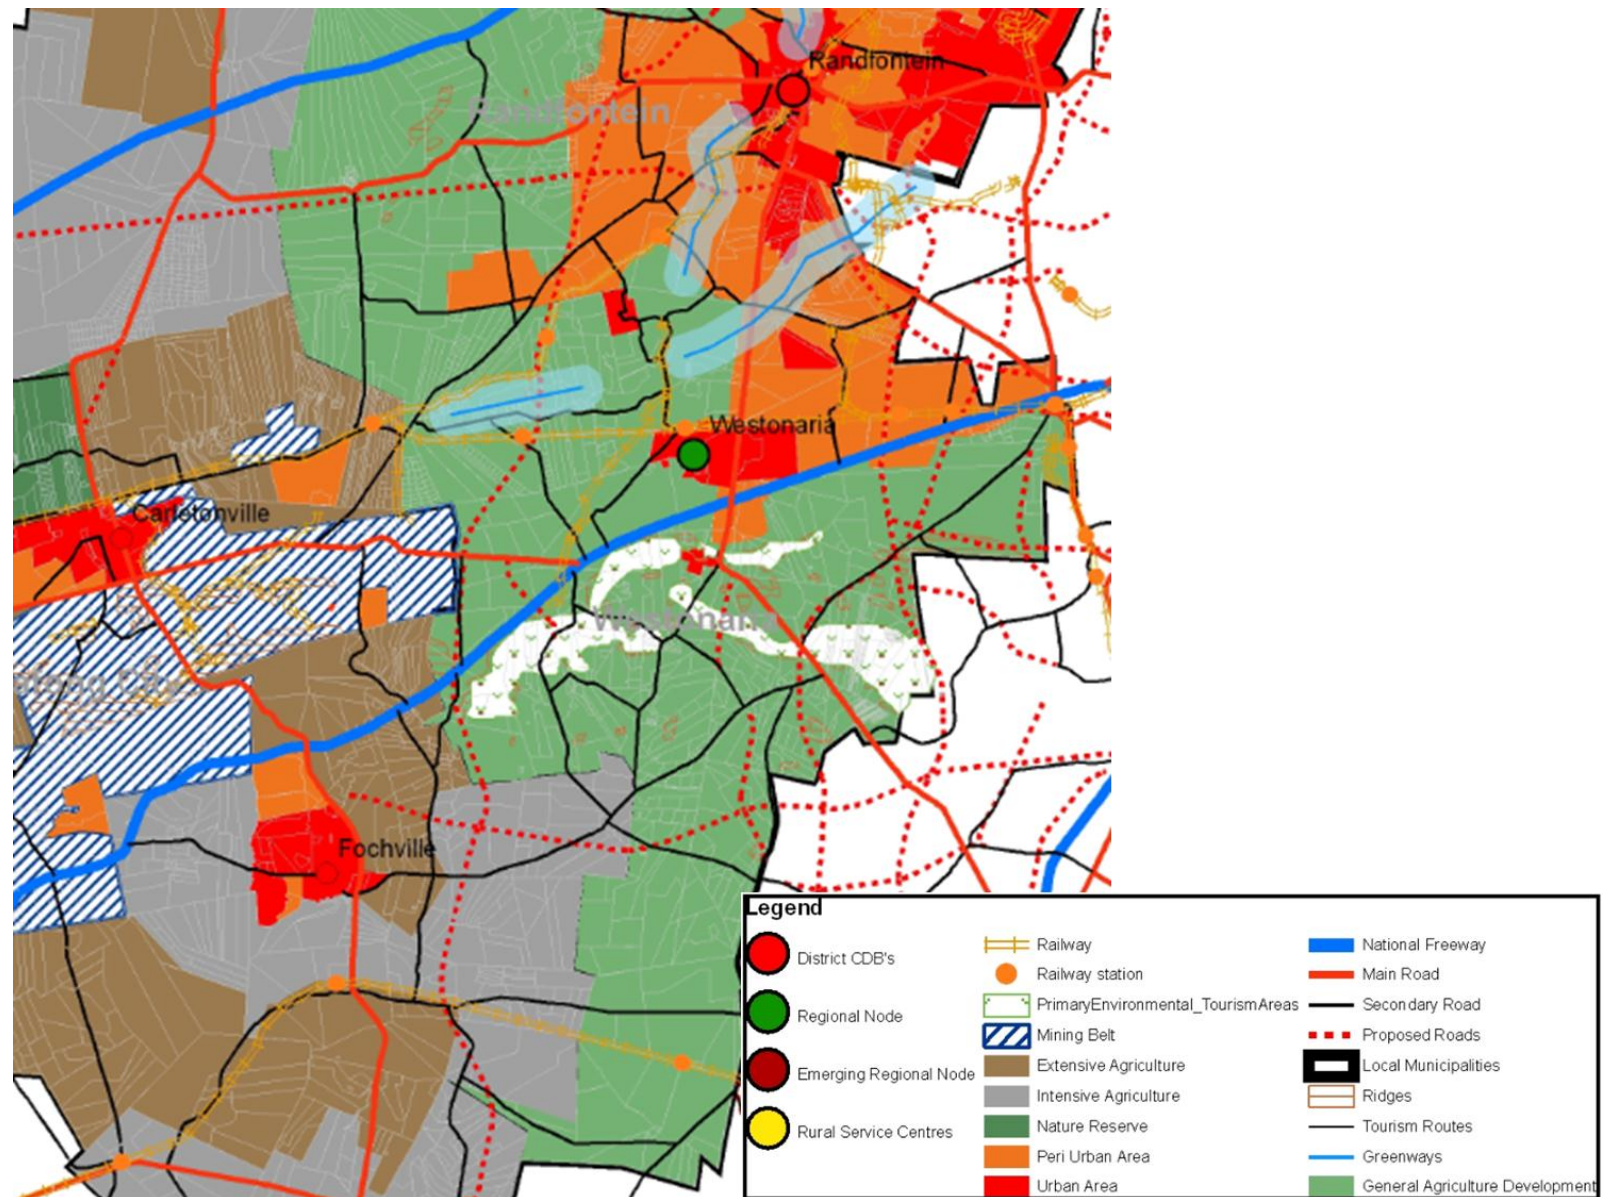 Randfontein
Randfontein
Westonaria
Carletonville
Westonaria
Fochville
Legend
District CDB's
Regional Node
Emerging Regional Node
Rural Service Centres
Railway
Railway station
PrimaryEnvironmental_TourismAreas
Mining Belt
Extensive Agriculture
Intensive Agriculture
Nature Reserve
Peri Urban Area
Urban Area
National Freeway
Main Road
Secondary Road
Proposed Roads
Local Municipalities
Ridges
Tourism Routes
Greenways
General Agriculture Development